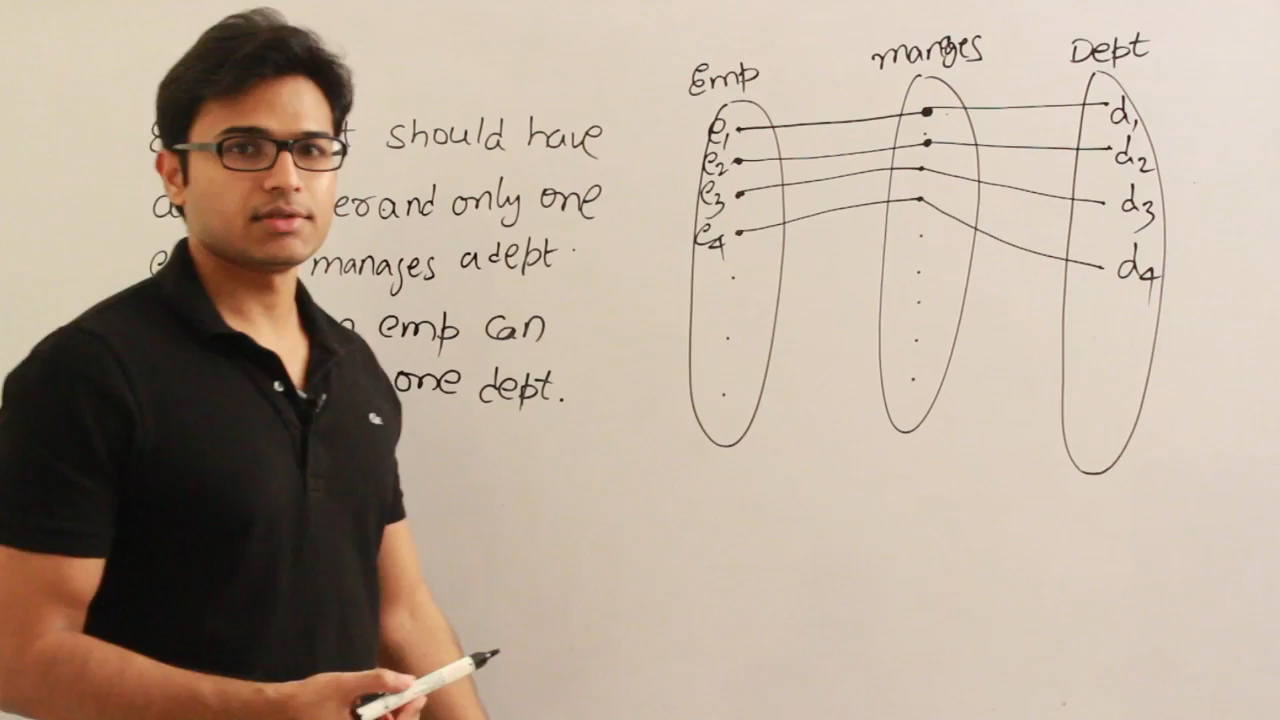 should have
and only one
manages a dept.
emp can
one dept.
Emp
manges
Dept
e1
e2
e3
e4
d1
d2
d3
d4